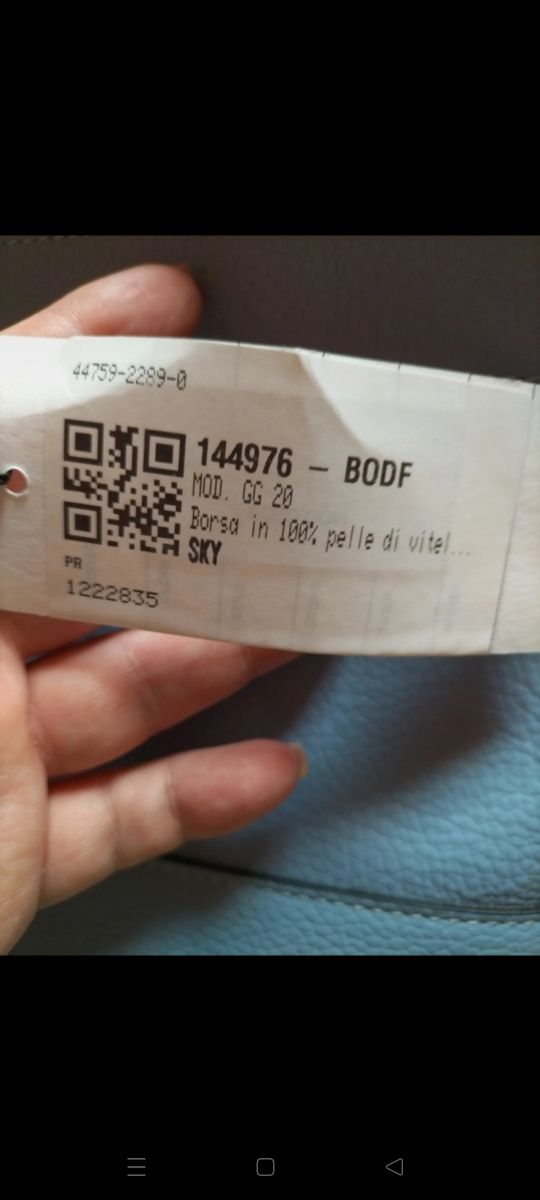 44759-2289-0
144976 – BODF
MOD. GG 20
Borsa in 100% pelle di vitel...
SKY
PR
1222835